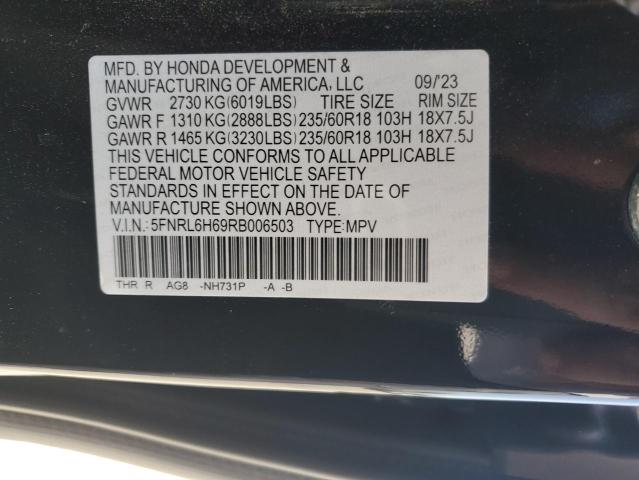 MFD. BY HONDA DEVELOPMENT &
MANUFACTURING OF AMERICA, LLC 09/'23
GVWR 2730 KG(6019LBS) TIRE SIZE RIM SIZE
GAWR F 1310 KG(2888LBS) 235/60R18 103H 18X7.5J
GAWR R 1465 KG(3230LBS) 235/60R18 103H 18X7.5J
THIS VEHICLE CONFORMS TO ALL APPLICABLE
FEDERAL MOTOR VEHICLE SAFETY
STANDARDS IN EFFECT ON THE DATE OF
MANUFACTURE SHOWN ABOVE.
V.I.N.: 5FNRL6H69RB006503 TYPE:MPV
THR R AG8 -NH731P -A -B